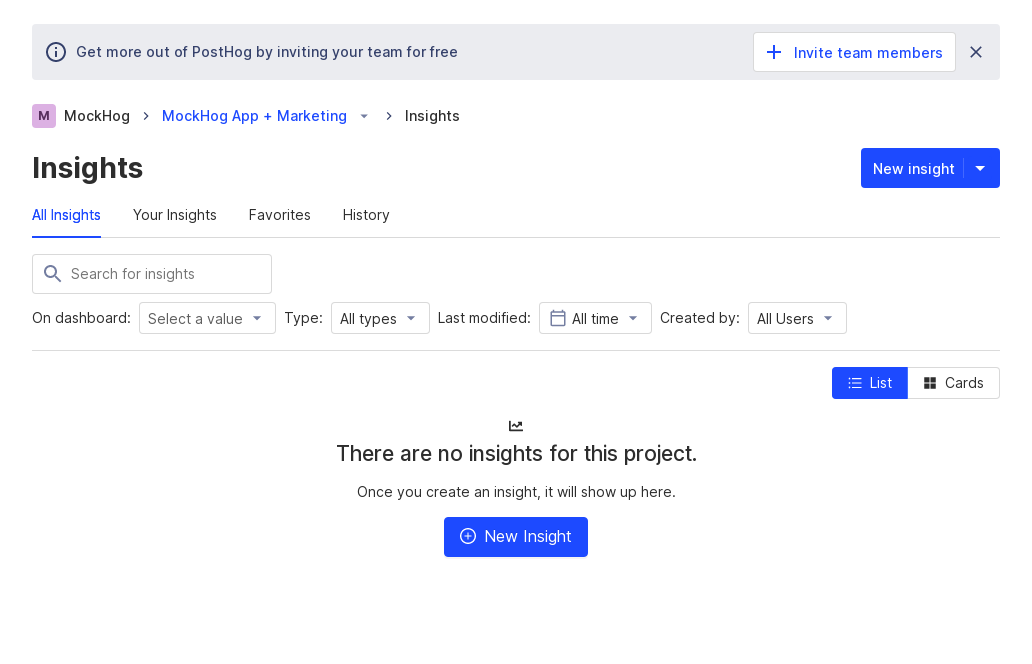 Get more out of PostHog by inviting your team for free
Invite team members
M MockHog MockHog App + Marketing Insights
Insights
New insight
All Insights Your Insights Favorites History
Search for insights
On dashboard: Select a value Type: All types Last modified: All time Created by: All Users
List Cards
There are no insights for this project.
Once you create an insight, it will show up here.
New Insight